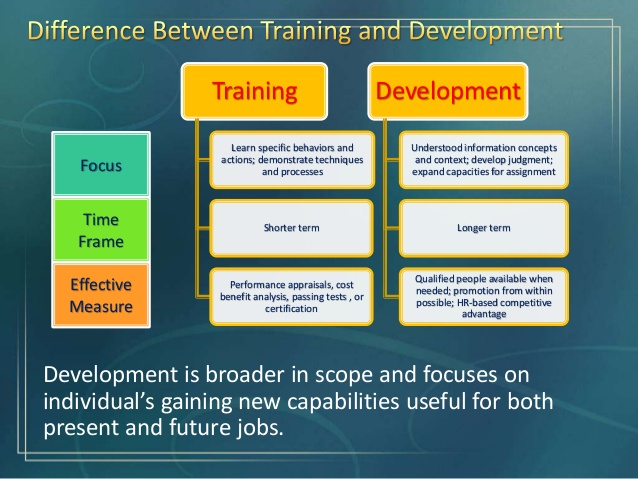 Difference Between Training and Development
Training
Development
Focus
Learn specific behaviors and
actions; demonstrate techniques
and processes
Understood information concepts
and context; develop judgment;
expand capacities for assignment
Time
Frame
Shorter term
Longer term
Effective
Measure
Performance appraisals, cost
benefit analysis, passing tests , or
certification
Qualified people available when
needed; promotion from within
possible; HR-based competitive
advantage
Development is broader in scope and focuses on
individual’s gaining new capabilities useful for both
present and future jobs.